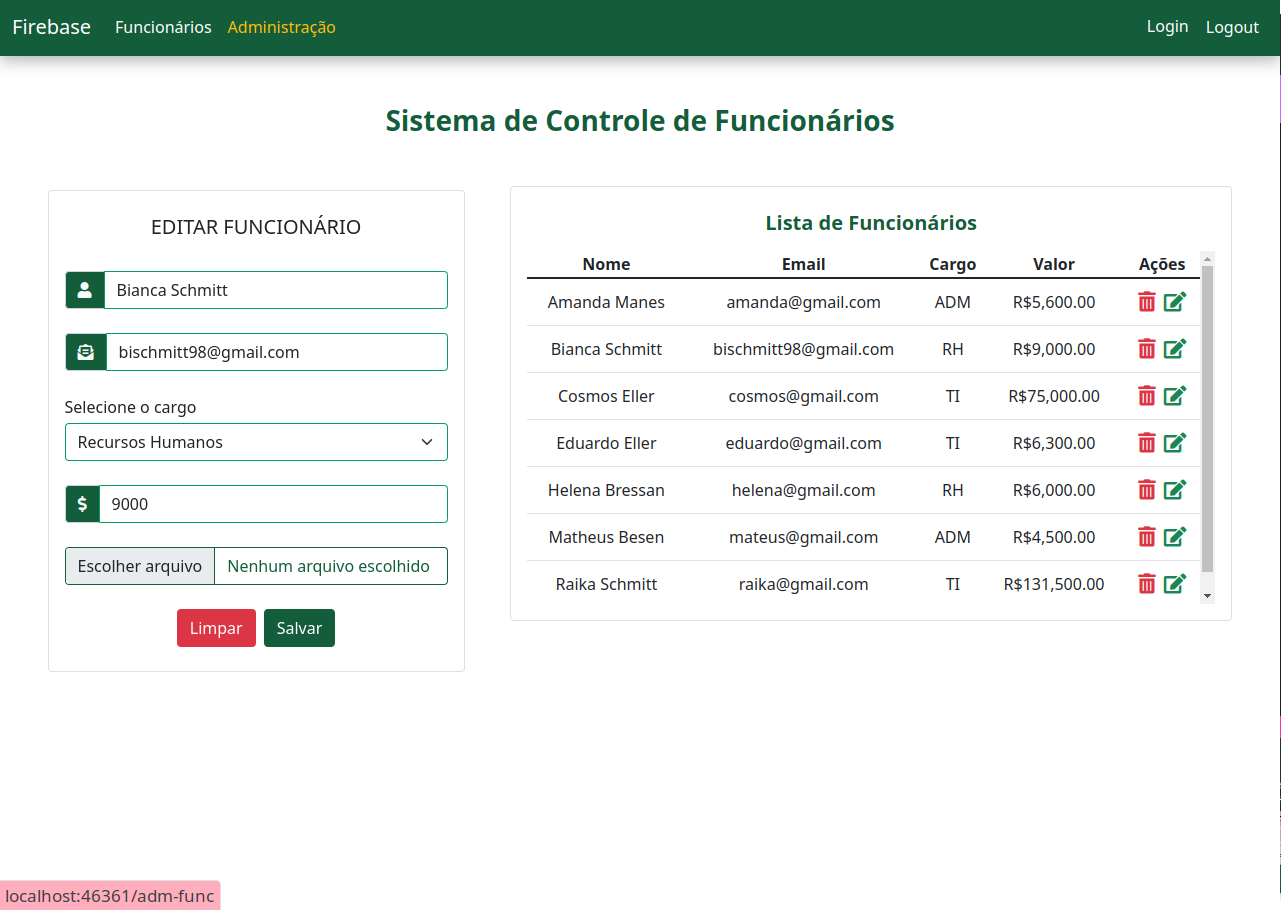 Firebase Funcionários Administração Login Logout
Sistema de Controle de Funcionários
EDITAR FUNCIONÁRIO
Bianca Schmitt
bischmitt98@gmail.com
Selecione o cargo
Recursos Humanos
$ 9000
Escolher arquivo Nenhum arquivo escolhido
Limpar Salvar
Lista de Funcionários
Nome Email Cargo Valor Ações
Amanda Manes amanda@gmail.com ADM R$5,600.00
Bianca Schmitt bischmitt98@gmail.com RH R$9,000.00
Cosmos Eller cosmos@gmail.com TI R$75,000.00
Eduardo Eller eduardo@gmail.com TI R$6,300.00
Helena Bressan helena@gmail.com RH R$6,000.00
Matheus Besen mateus@gmail.com ADM R$4,500.00
Raika Schmitt raika@gmail.com TI R$131,500.00
localhost:46361/adm-func